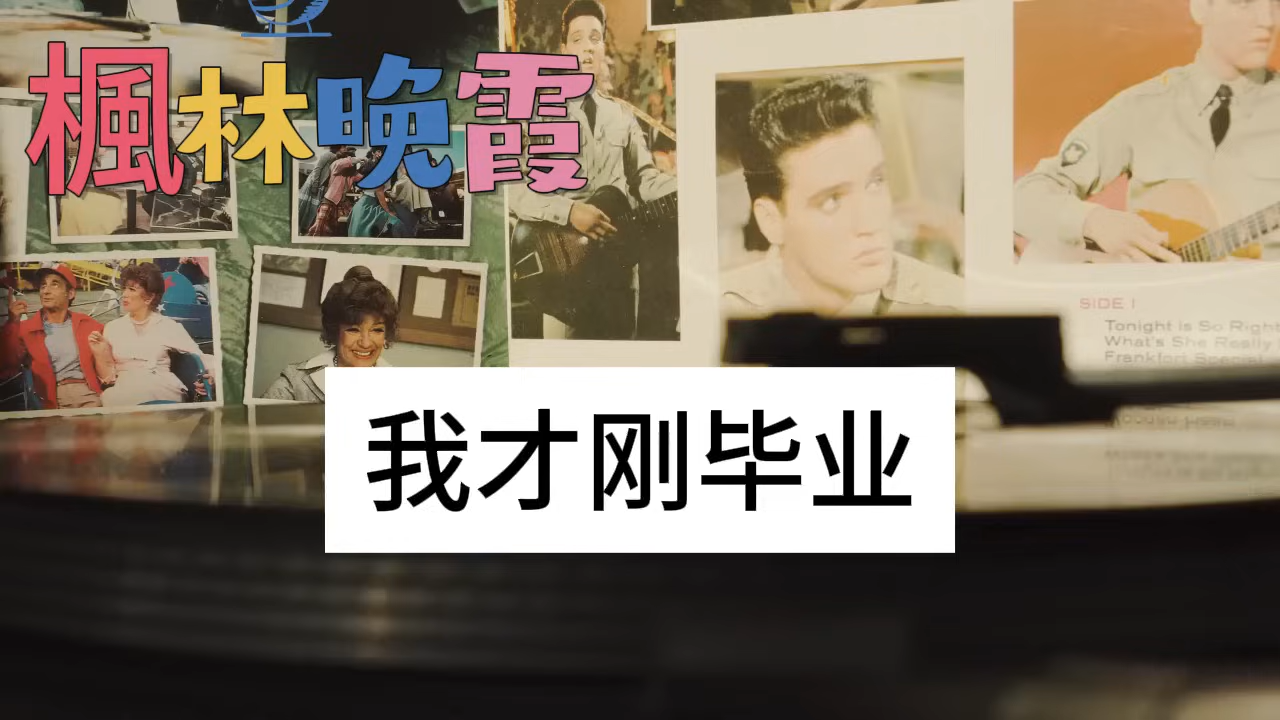 楓林晚霞
SIDE 1
Tonight Is So Right
What's She Really
Frankfort Special
我才刚毕业